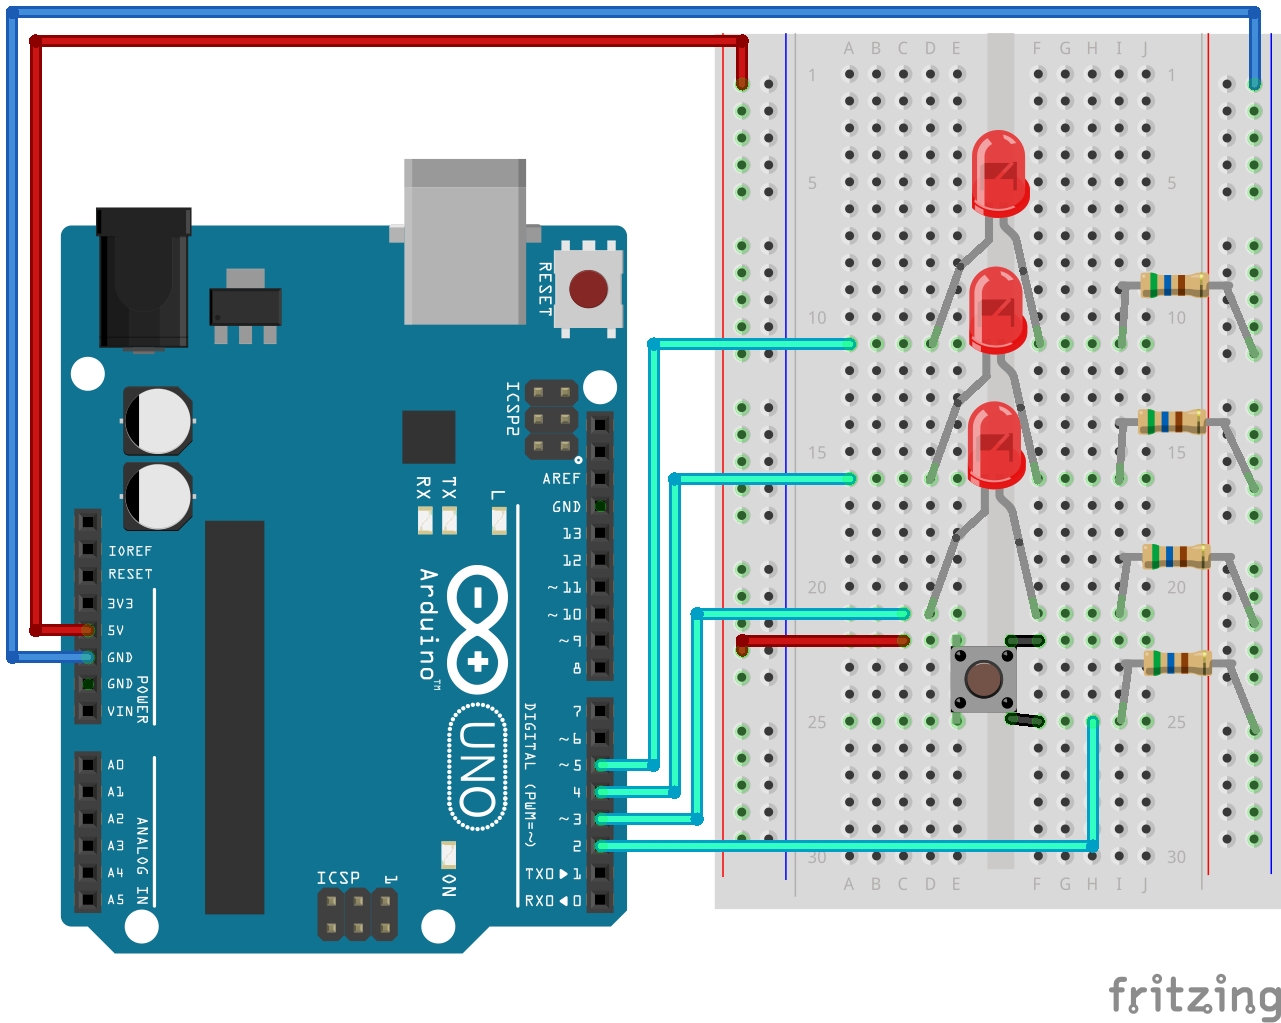 A B C D E F G H I J
1 1
5 5
10 10
15 15
20 20
25 25
30 30
A B C D E F G H I J
RESET
ICSP2
AREF
GND
13
12
~11
~10
~9
8
7
~6
~5
4
~3
2
TX0▶1
RX0◀0
DIGITAL (PWM=~)
RX
TX
L
Arduino™
UNO
ON
ICSP
1
IOREF
RESET
3V3
5V
GND
GND
VIN
POWER
A0
A1
A2
A3
A4
A5
ANALOG IN
fritzing